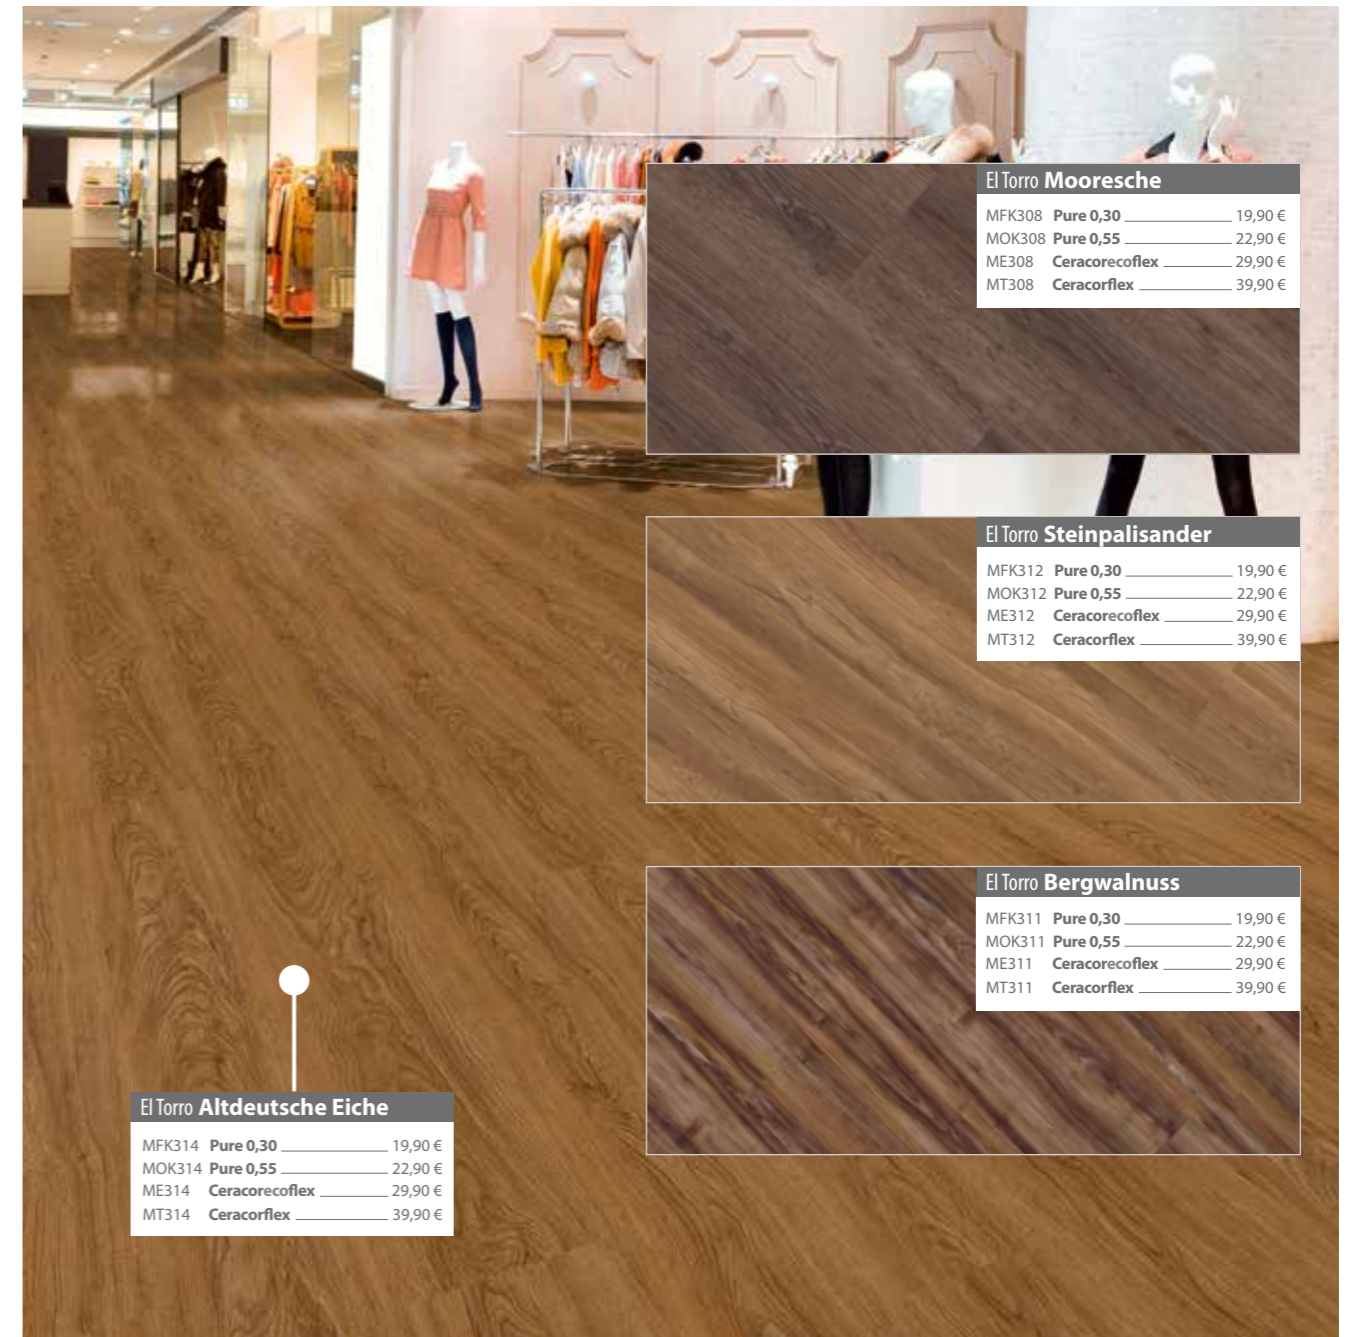 El Torro Mooresche
MFK308 Pure 0,30 19,90 €
MOK308 Pure 0,55 22,90 €
ME308 Ceracorecoflex 29,90 €
MT308 Ceracorflex 39,90 €
El Torro Steinpalisander
MFK312 Pure 0,30 19,90 €
MOK312 Pure 0,55 22,90 €
ME312 Ceracorecoflex 29,90 €
MT312 Ceracorflex 39,90 €
El Torro Bergwalnuss
MFK311 Pure 0,30 19,90 €
MOK311 Pure 0,55 22,90 €
ME311 Ceracorecoflex 29,90 €
MT311 Ceracorflex 39,90 €
El Torro Altdeutsche Eiche
MFK314 Pure 0,30 19,90 €
MOK314 Pure 0,55 22,90 €
ME314 Ceracorecoflex 29,90 €
MT314 Ceracorflex 39,90 €